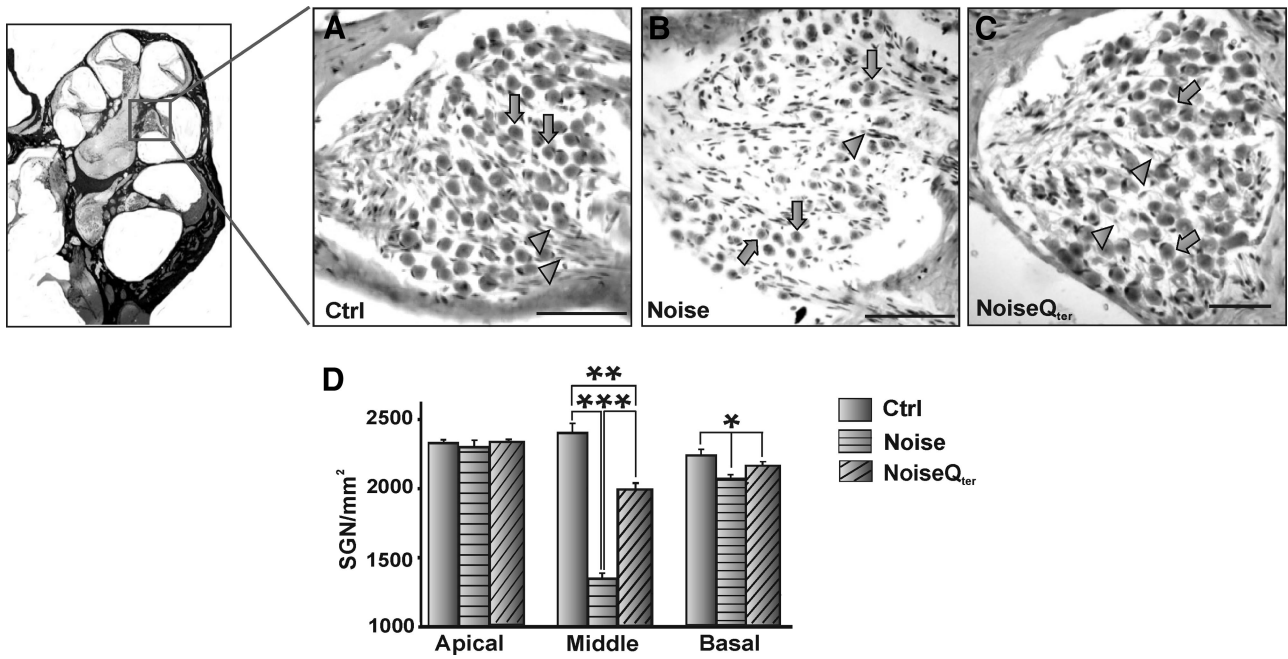 A
B
C
Ctrl
Noise
NoiseQter
D
**
***
*
2500
2000
1500
1000
SGN/mm²
Apical
Middle
Basal
Ctrl
Noise
NoiseQter